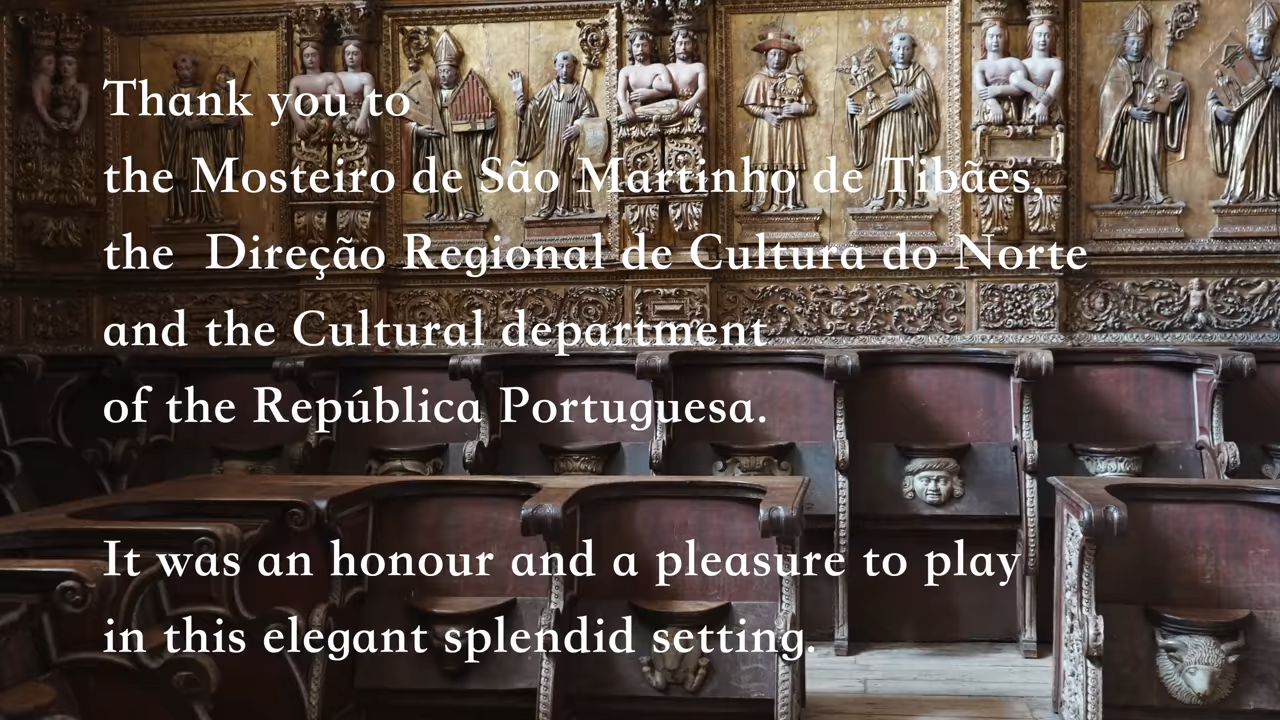 Thank you to
the Mosteiro de São Martinho de Tibães,
the  Direção Regional de Cultura do Norte
and the Cultural department
of the República Portuguesa.
It was an honour and a pleasure to play
in this elegant splendid setting.